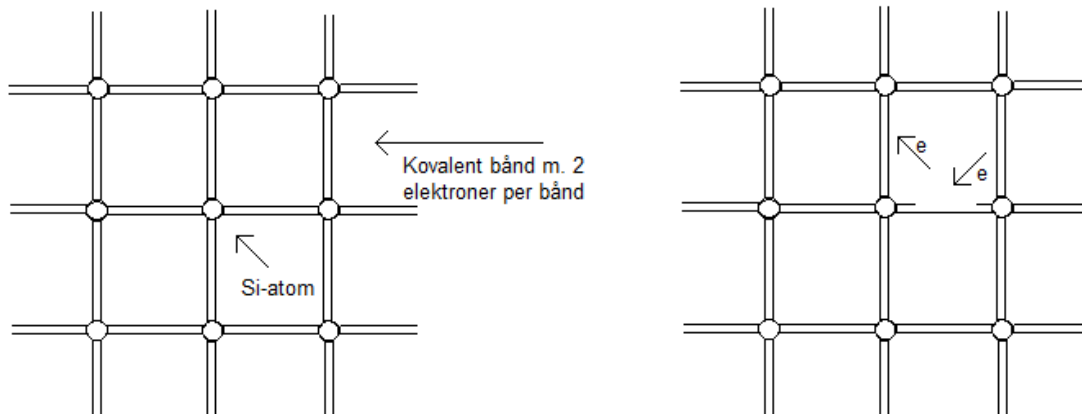 e
e
Kovalent bånd m. 2
elektroner per bånd
Si-atom